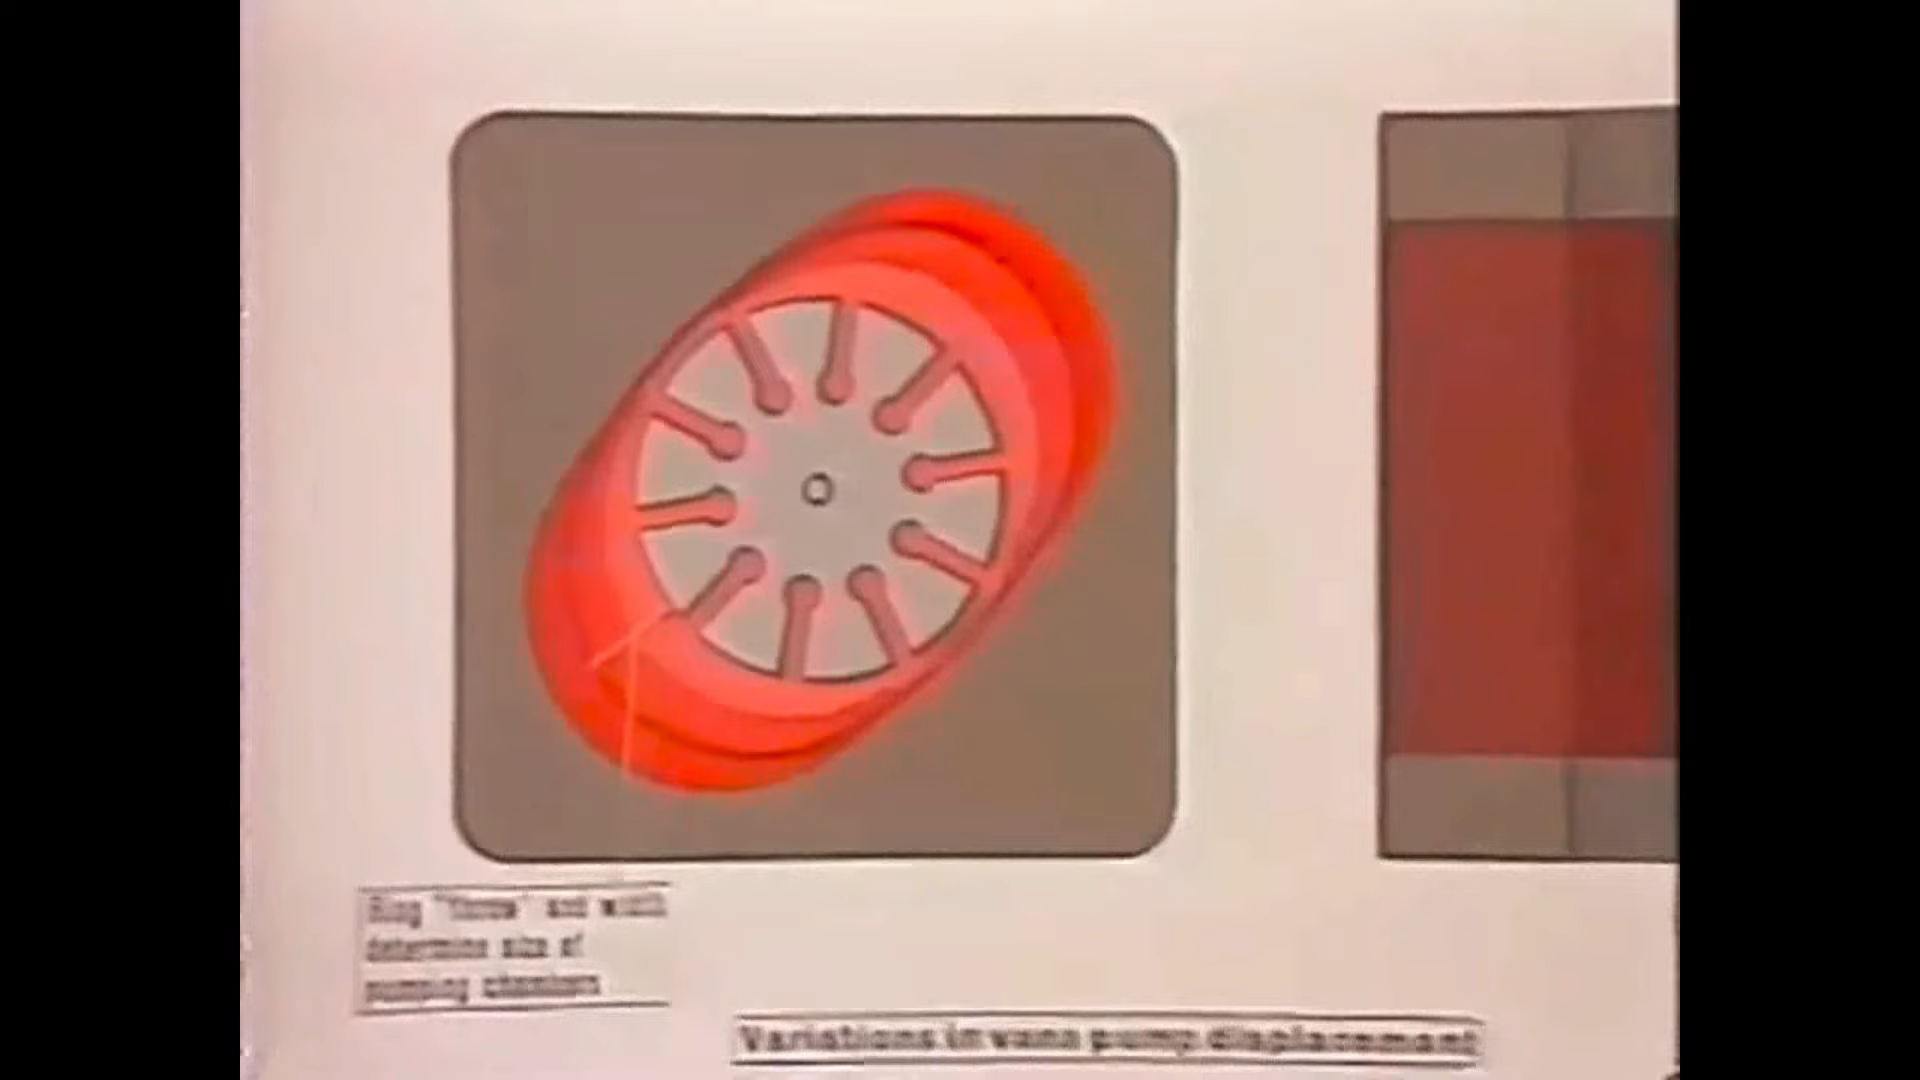 Ring "throw" and width
determine size of
pumping chambers
Variations in vane pump displacement